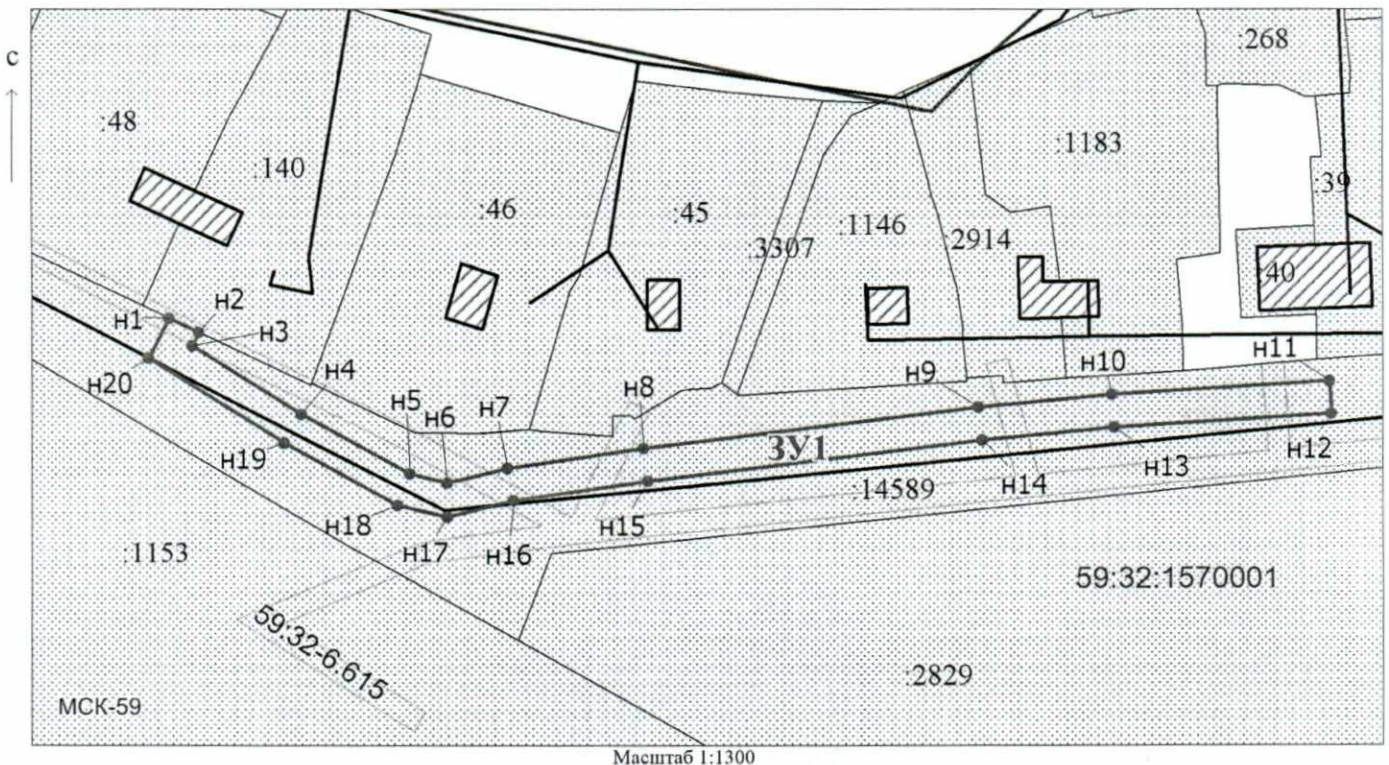 :268
с
:48
:1183
:140
:39
:46
:45
:1146
:3307
:2914
:40
н1
н2
н3
н10
н11
н20
н4
н9
н5
н6
н7
н8
ЗУ1
н19
н12
н13
н14
:14589
н18
н15
н17
н16
:1153
59:32:1570001
59:32-6.615
:2829
МСК-59
Масштаб 1:1300